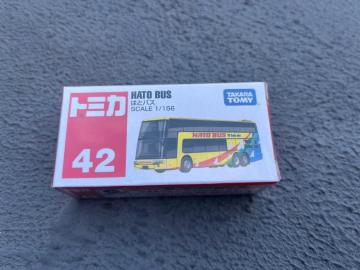 トミカ
42
HATO BUS
はとバス
SCALE 1/156
TAKARA
TOMY
HATO BUS